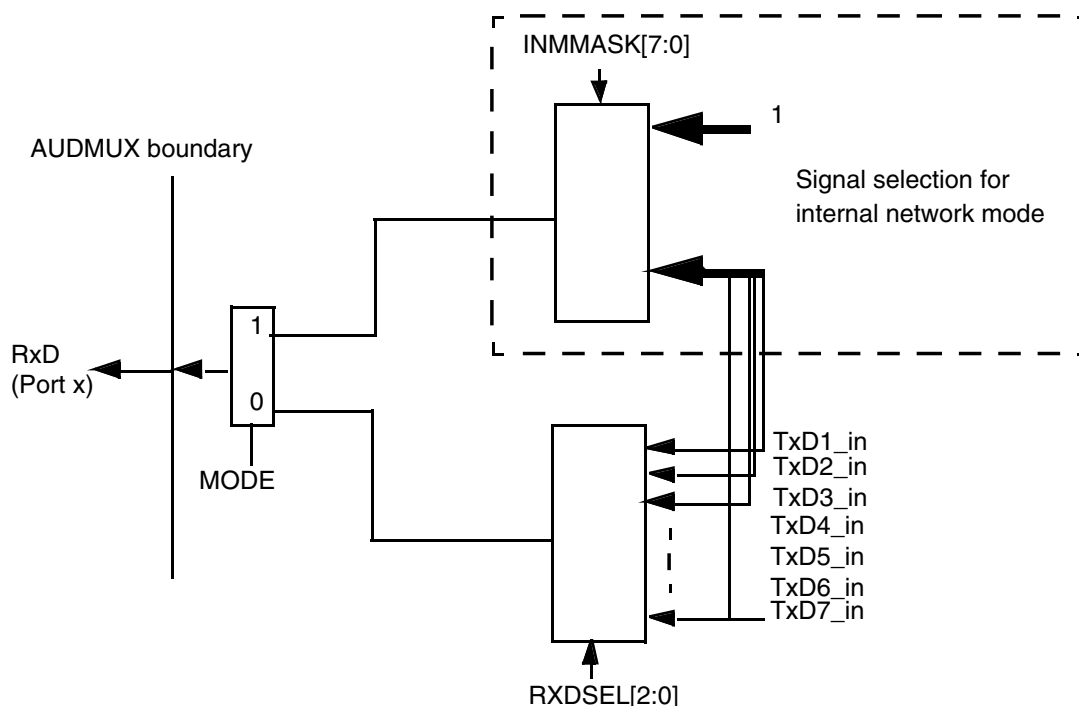 INMMASK[7:0]
1
AUDMUX boundary
Signal selection for
internal network mode
1
RxD
(Port x)
0
MODE
TxD1_in
TxD2_in
TxD3_in
TxD4_in
TxD5_in
TxD6_in
TxD7_in
RXDSEL[2:0]